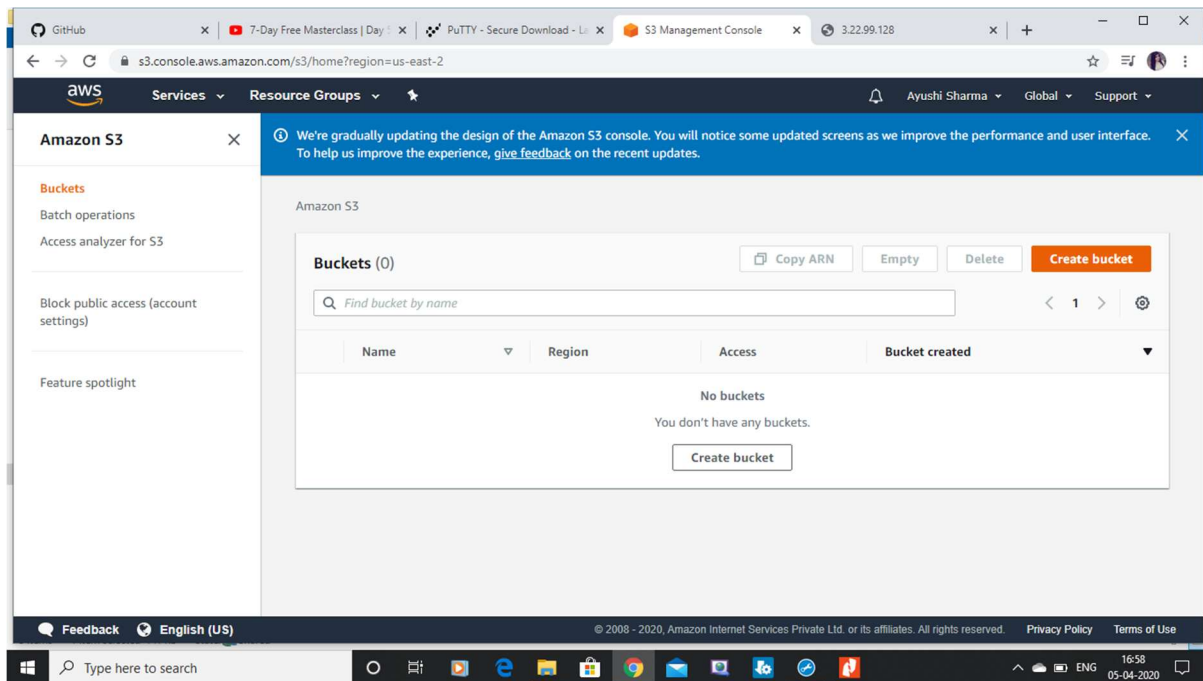 GitHub
7-Day Free Masterclass | Day
PuTTY - Secure Download - L
S3 Management Console
3.22.99.128
s3.console.aws.amazon.com/s3/home?region=us-east-2
aws
Services
Resource Groups
Ayushi Sharma
Global
Support
Amazon S3
We're gradually updating the design of the Amazon S3 console. You will notice some updated screens as we improve the performance and user interface.
To help us improve the experience, give feedback on the recent updates.
Buckets
Batch operations
Access analyzer for S3
Block public access (account
settings)
Feature spotlight
Amazon S3
Buckets (0)
Copy ARN
Empty
Delete
Create bucket
Find bucket by name
1
Name
Region
Access
Bucket created
No buckets
You don't have any buckets.
Create bucket
Feedback
English (US)
© 2008 - 2020, Amazon Internet Services Private Ltd. or its affiliates. All rights reserved.
Privacy Policy
Terms of Use
Type here to search
ENG
16:58
05-04-2020